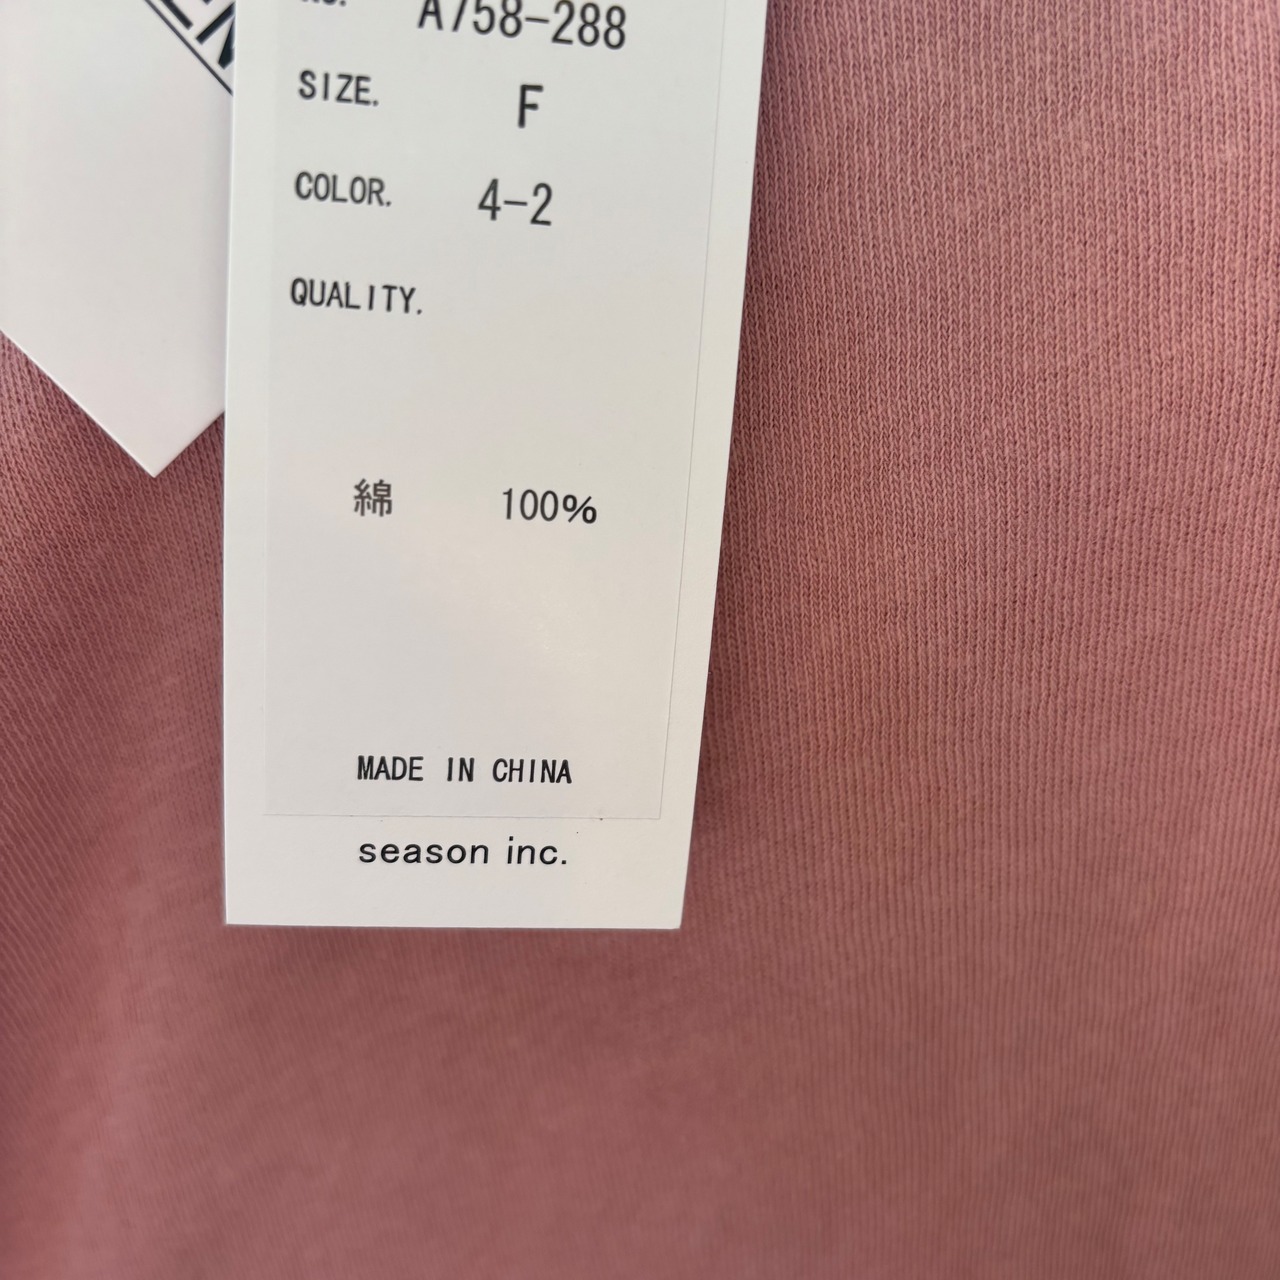 A758-288
SIZE. F
COLOR. 4-2
QUALITY.
綿 100%
MADE IN CHINA
season inc.